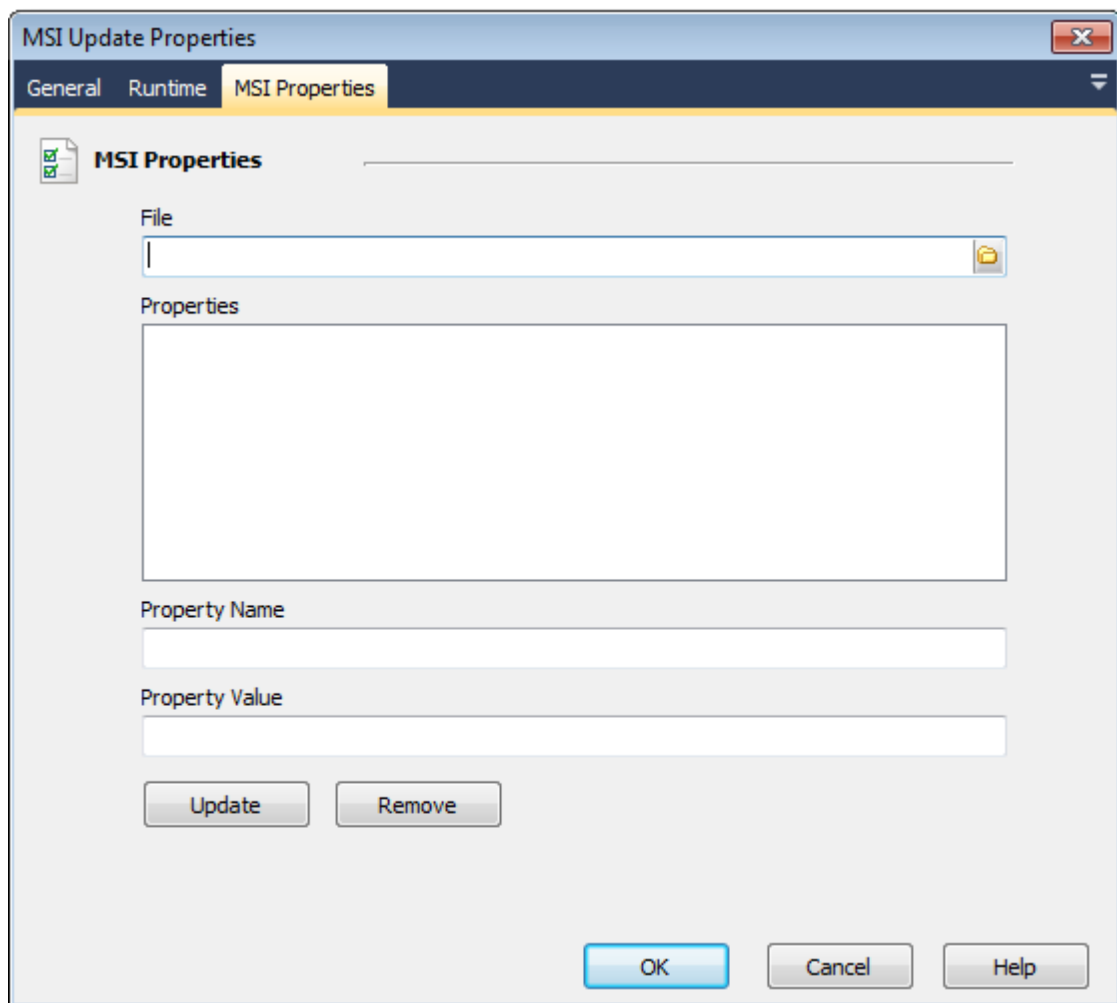 MSI Update Properties
General Runtime MSI Properties
MSI Properties
File
Properties
Property Name
Property Value
Update Remove
OK Cancel Help